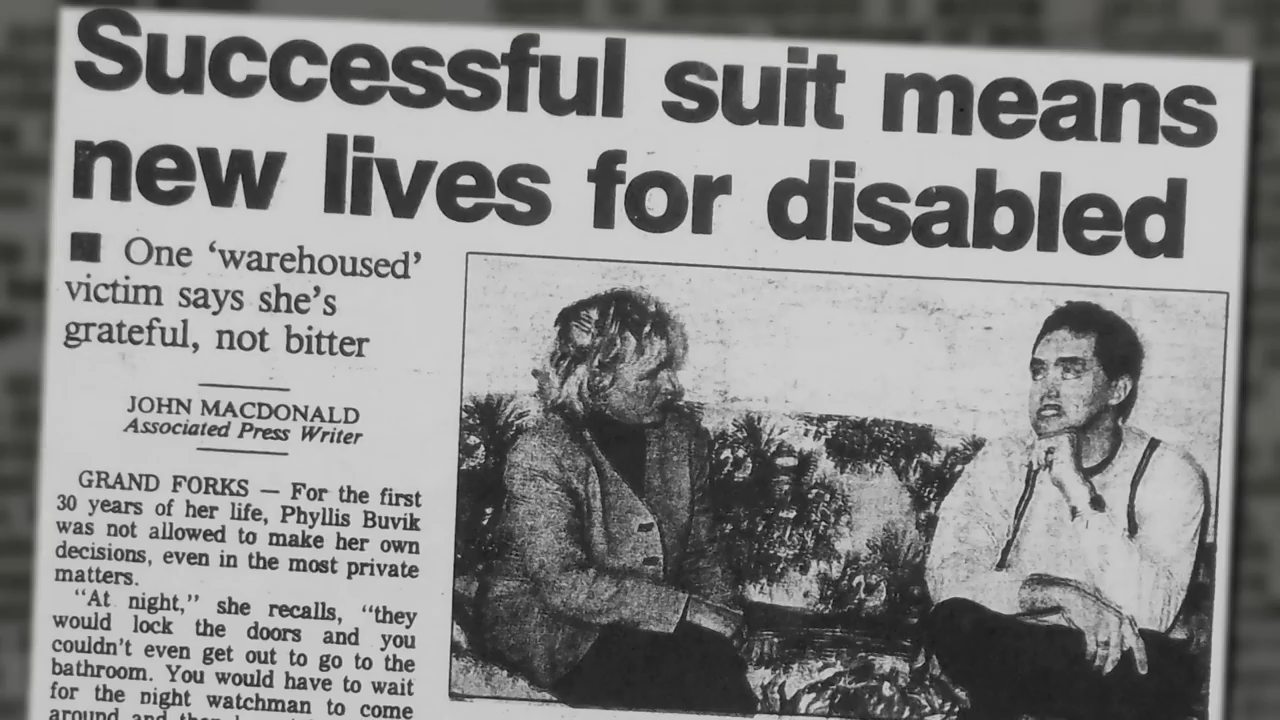 Successful suit means
new lives for disabled
■ One ‘warehoused’
victim says she’s
grateful, not bitter
JOHN MACDONALD
Associated Press Writer
GRAND FORKS — For the first
30 years of her life, Phyllis Buvik
was not allowed to make her own
decisions, even in the most private
matters.
“At night,” she recalls, “they
would lock the doors and you
couldn’t even get out to go to the
bathroom. You would have to wait
for the night watchman to come
around and